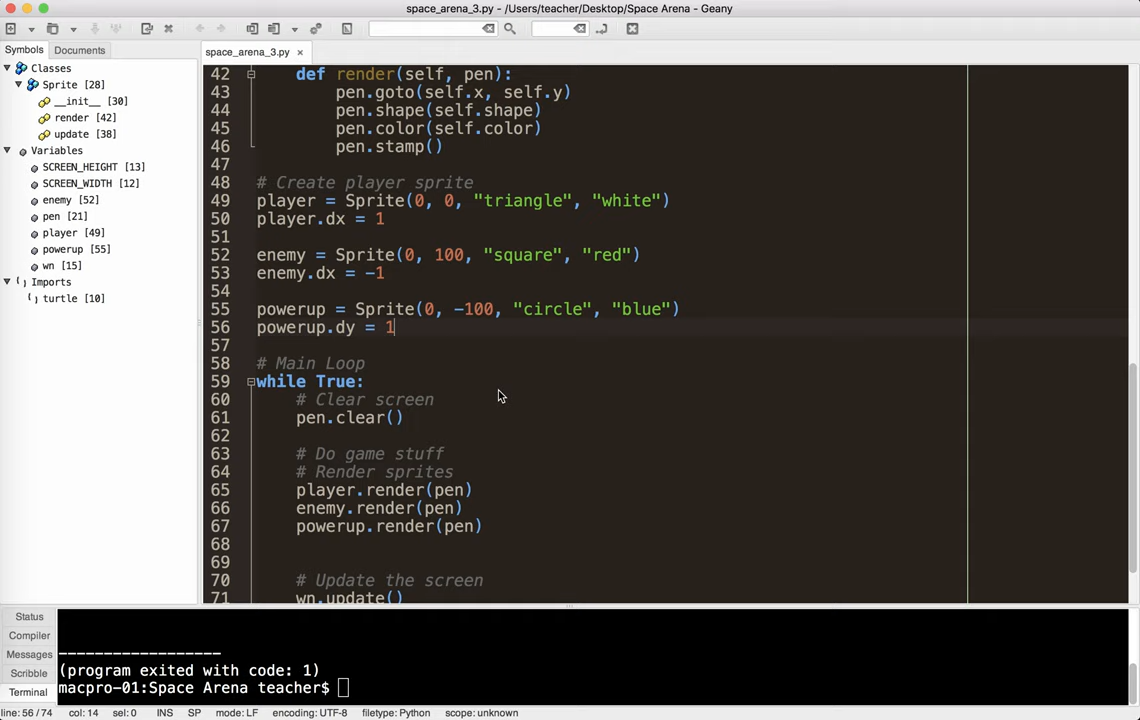 space_arena_3.py - /Users/teacher/Desktop/Space Arena - Geany
Symbols Documents
Classes
Sprite [28]
__init__ [30]
render [42]
update [38]
Variables
SCREEN_HEIGHT [13]
SCREEN_WIDTH [12]
enemy [52]
pen [21]
player [49]
powerup [55]
wn [15]
Imports
turtle [10]
space_arena_3.py ×
42 def render(self, pen):
43 pen.goto(self.x, self.y)
44 pen.shape(self.shape)
45 pen.color(self.color)
46 pen.stamp()
47
48 # Create player sprite
49 player = Sprite(0, 0, "triangle", "white")
50 player.dx = 1
51
52 enemy = Sprite(0, 100, "square", "red")
53 enemy.dx = -1
54
55 powerup = Sprite(0, -100, "circle", "blue")
56 powerup.dy = 1
57
58 # Main Loop
59 while True:
60 # Clear screen
61 pen.clear()
62
63 # Do game stuff
64 # Render sprites
65 player.render(pen)
66 enemy.render(pen)
67 powerup.render(pen)
68
69
70 # Update the screen
71 wn.update()
Status
Compiler
Messages
Scribble
Terminal
------------------
(program exited with code: 1)
macpro-01:Space Arena teacher$
line: 56 / 74 col: 14 sel: 0 INS SP mode: LF encoding: UTF-8 filetype: Python scope: unknown